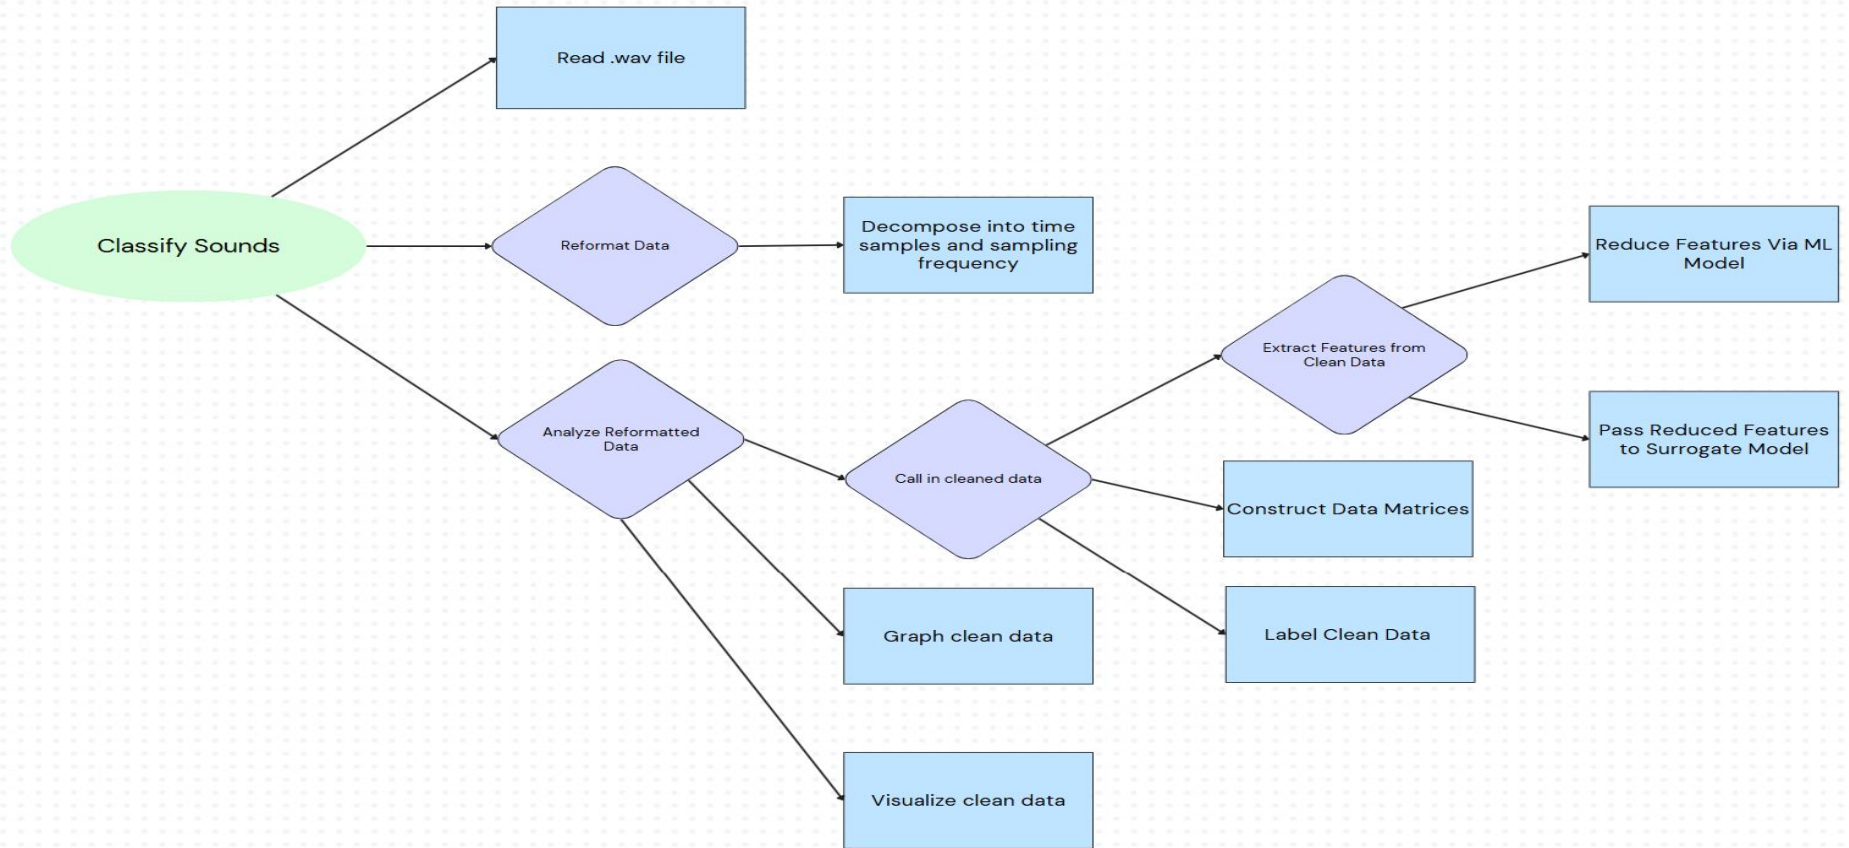 Read .wav file
Classify Sounds
Reformat Data
Decompose into time
samples and sampling
frequency
Reduce Features Via ML
Model
Extract Features from
Clean Data
Analyze Reformatted
Data
Pass Reduced Features
to Surrogate Model
Call in cleaned data
Construct Data Matrices
Graph clean data
Label Clean Data
Visualize clean data